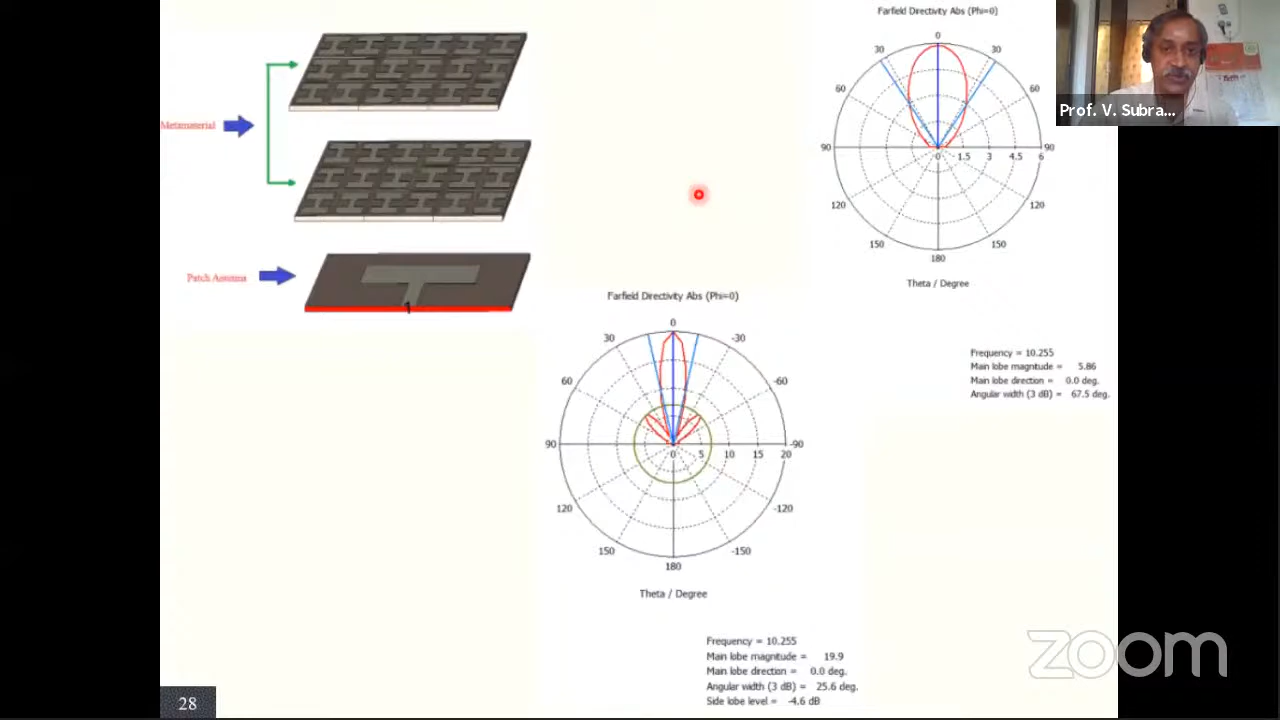 Farfield Directivity Abs (Phi=0)
0
30
30
60
60
90
90
0 1.5 3 4.5 6
120
120
150
150
180
Theta / Degree
Frequency = 10.255
Main lobe magnitude = 5.86
Main lobe direction = 0.0 deg.
Angular width (3 dB) = 67.5 deg.
Prof. V. Subra...
Metamaterial
Patch Antenna
1
Farfield Directivity Abs (Phi=0)
0
30
-30
60
-60
90
-90
0 5 10 15 20
120
-120
150
-150
180
Theta / Degree
Frequency = 10.255
Main lobe magnitude = 19.9
Main lobe direction = 0.0 deg.
Angular width (3 dB) = 25.6 deg.
Side lobe level = -4.6 dB
28
zoom